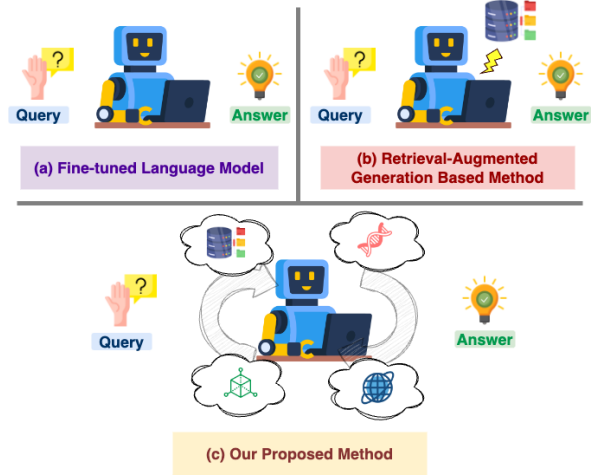 ?
Query
Answer
(a) Fine-tuned Language Model
?
Query
Answer
(b) Retrieval-Augmented
Generation Based Method
?
Query
Answer
(c) Our Proposed Method